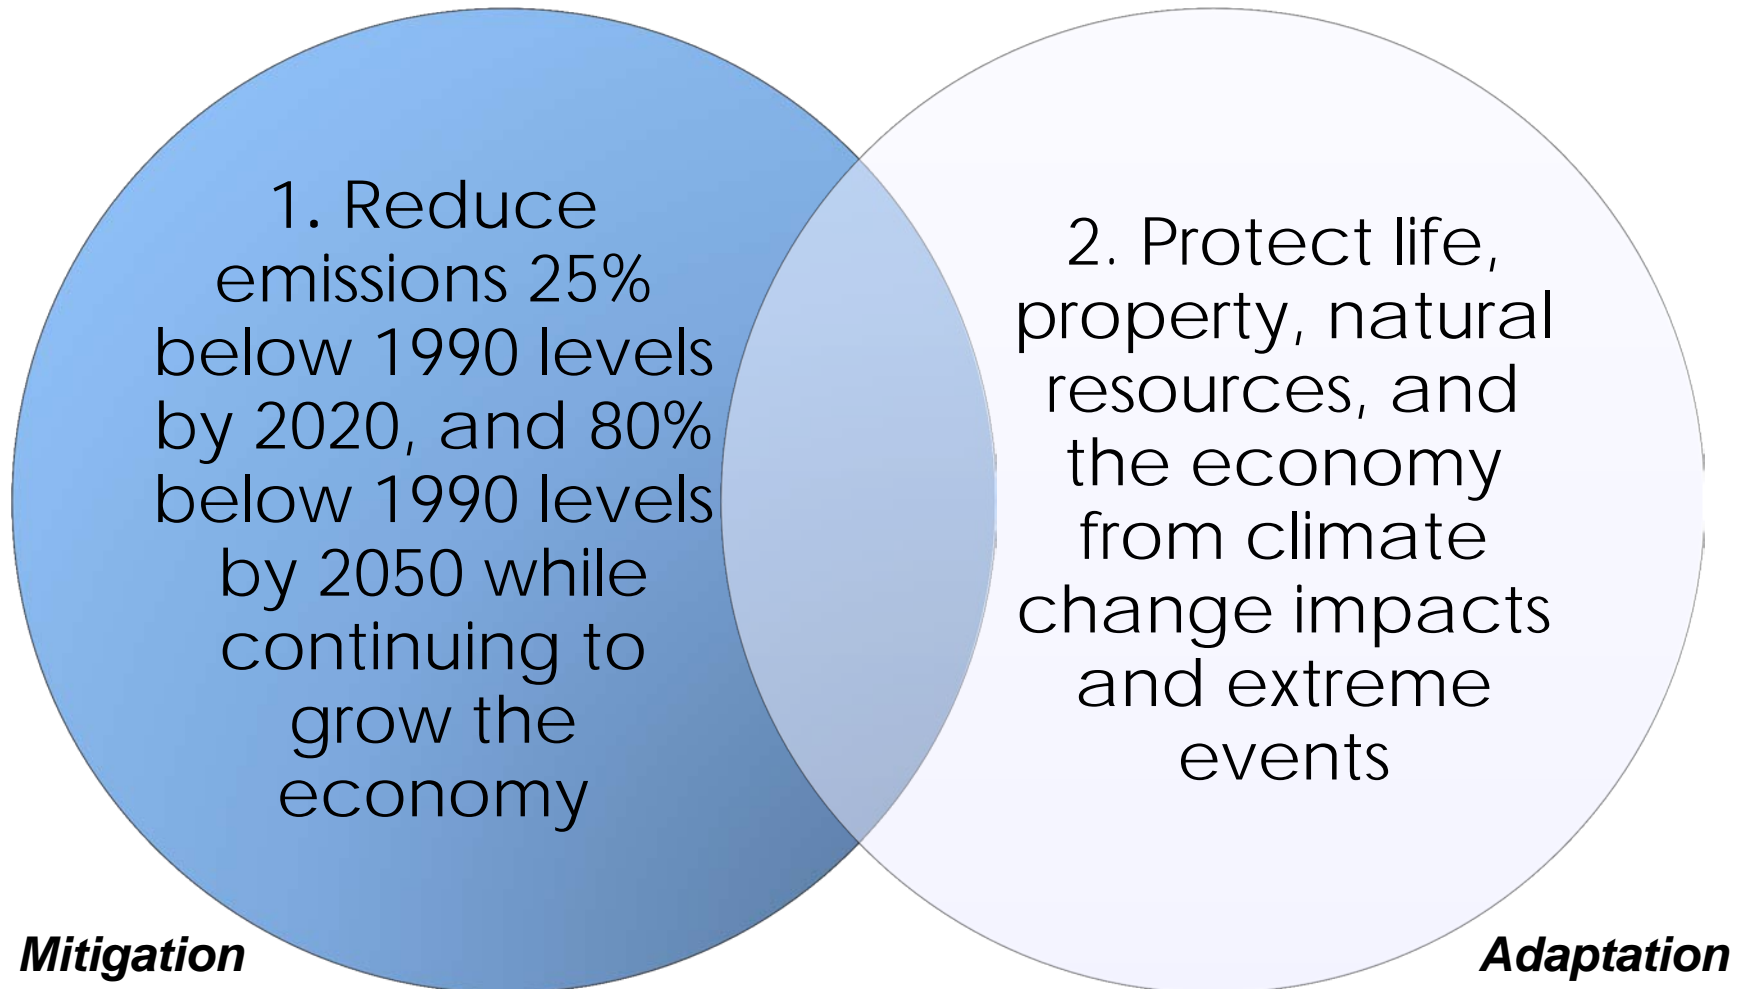 1. Reduce
emissions 25%
below 1990 levels
by 2020, and 80%
below 1990 levels
by 2050 while
continuing to
grow the
economy
2. Protect life,
property, natural
resources, and
the economy
from climate
change impacts
and extreme
events
Mitigation
Adaptation